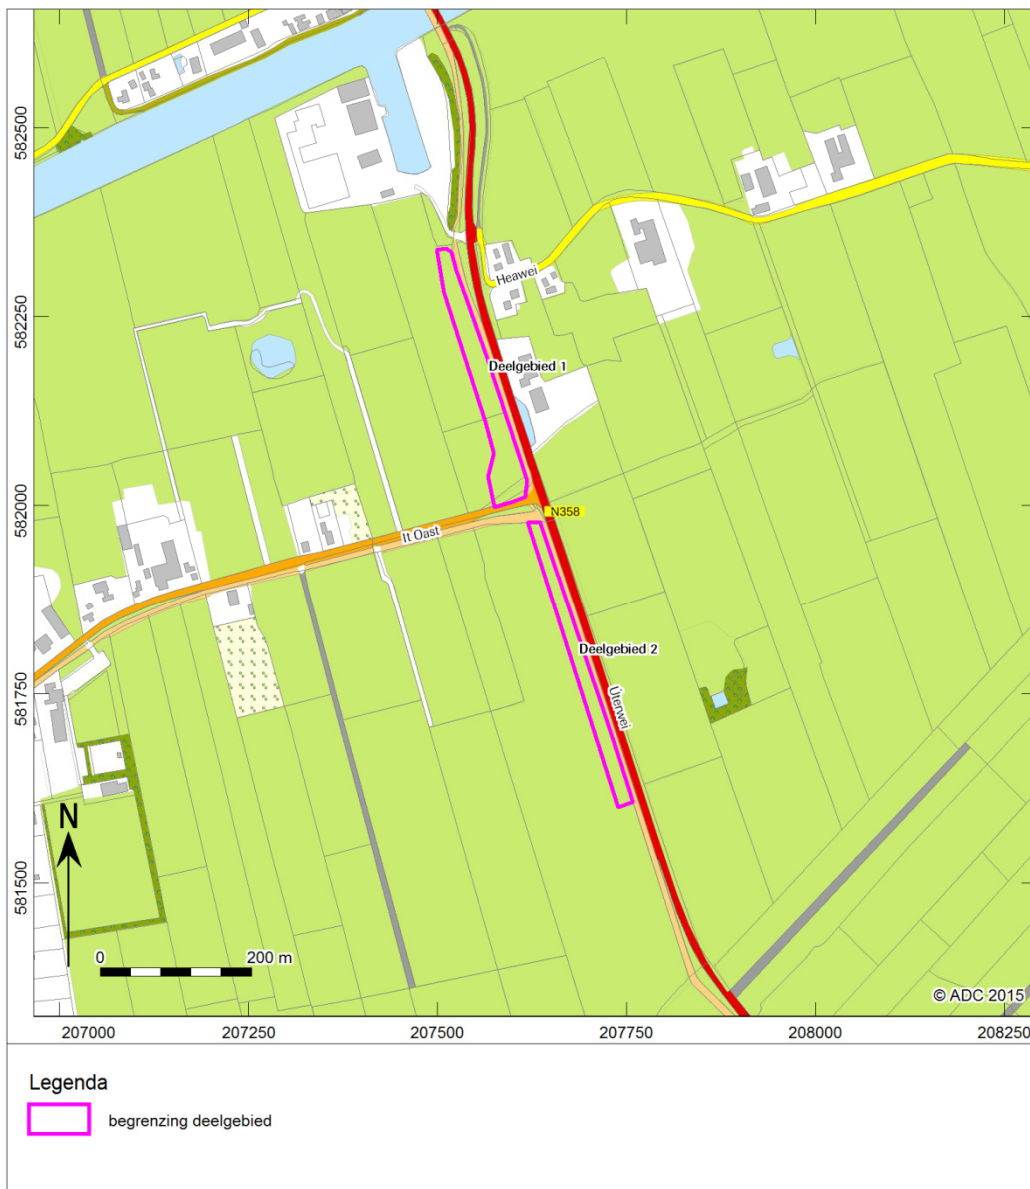 582500
582250
582000
581750
581500
Heawei
Deelgebied 1
N358
It Oast
Deelgebied 2
Úterwei
N
0 200 m
© ADC 2015
207000 207250 207500 207750 208000 208250
Legenda
begrenzing deelgebied